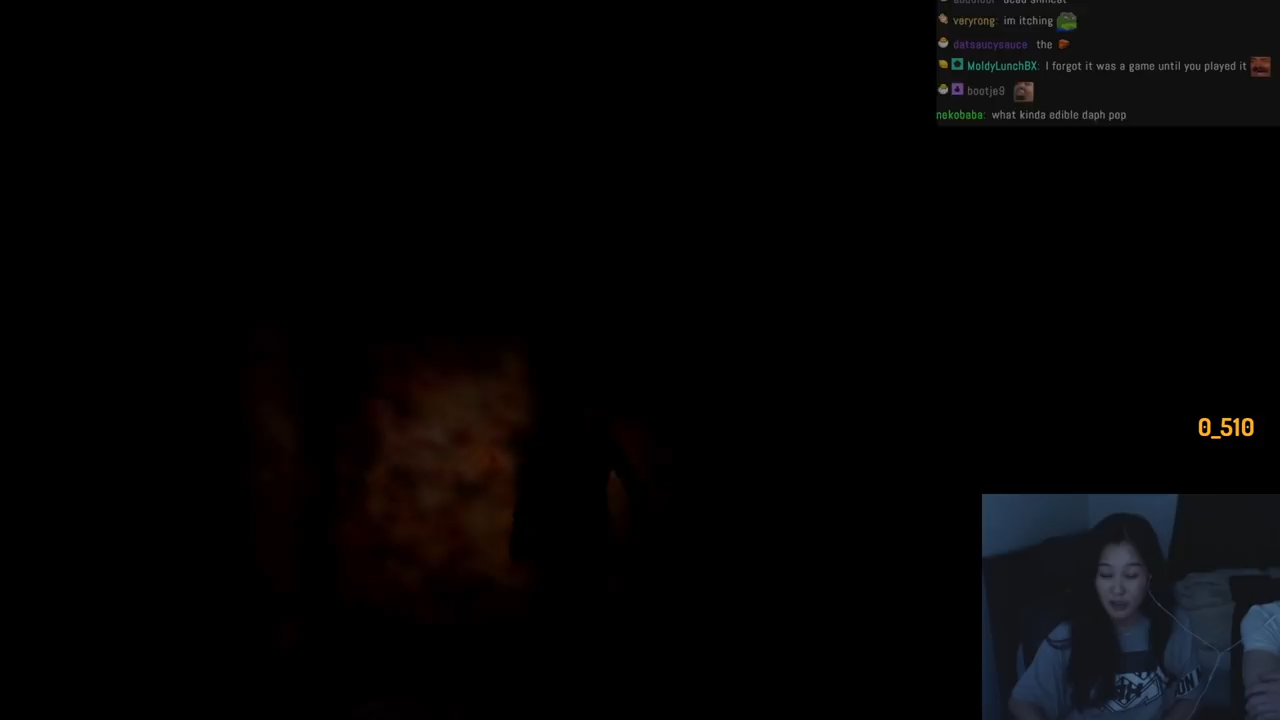 veryrong: im itching
datsaucysauce the
MoldyLunchBX: I forgot it was a game until you played it
bootje9
nekobaba: what kinda edible daph pop
0_510